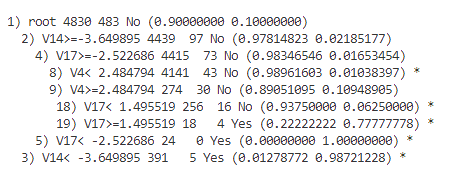 1) root 4830 483 No (0.90000000 0.10000000)
2) V14>=-3.649895 4439 97 No (0.97814823 0.02185177)
4) V17>=-2.522686 4415 73 No (0.98346546 0.01653454)
8) V4< 2.484794 4141 43 No (0.98961603 0.01038397) *
9) V4>=2.484794 274 30 No (0.89051095 0.10948905)
18) V17< 1.495519 256 16 No (0.93750000 0.06250000) *
19) V17>=1.495519 18 4 Yes (0.22222222 0.77777778) *
5) V17< -2.522686 24 0 Yes (0.00000000 1.00000000) *
3) V14< -3.649895 391 5 Yes (0.01278772 0.98721228) *